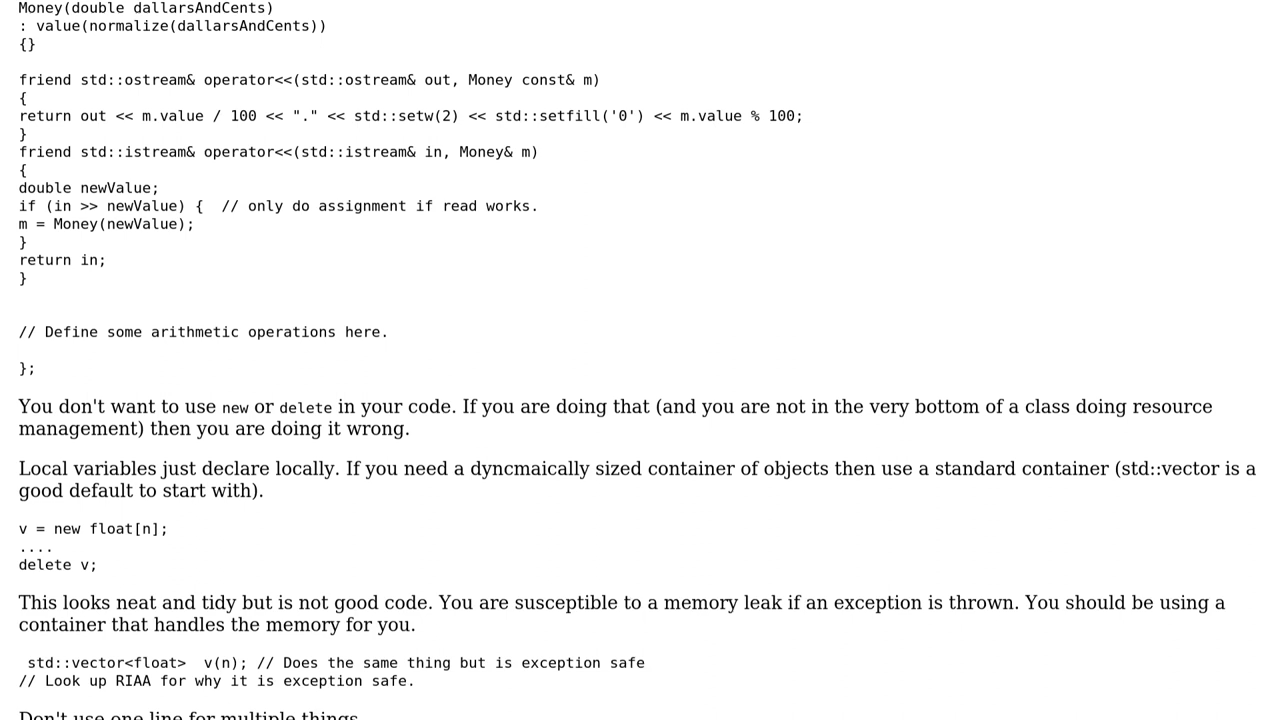 Money(double dallarsAndCents)
: value(normalize(dallarsAndCents))
{}
friend std::ostream& operator<<(std::ostream& out, Money const& m)
{
return out << m.value / 100 << "." << std::setw(2) << std::setfill('0') << m.value % 100;
}
friend std::istream& operator<<(std::istream& in, Money& m)
{
double newValue;
if (in >> newValue) {  // only do assignment if read works.
m = Money(newValue);
}
return in;
}
// Define some arithmetic operations here.
};
You don't want to use new or delete in your code. If you are doing that (and you are not in the very bottom of a class doing resource
management) then you are doing it wrong.
Local variables just declare locally. If you need a dyncmaically sized container of objects then use a standard container (std::vector is a
good default to start with).
v = new float[n];
....
delete v;
This looks neat and tidy but is not good code. You are susceptible to a memory leak if an exception is thrown. You should be using a
container that handles the memory for you.
std::vector<float>  v(n); // Does the same thing but is exception safe
// Look up RIAA for why it is exception safe.
Don't use one line for multiple things